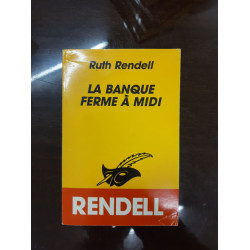 Ruth Rendell
LA BANQUE
FERME À MIDI
RENDELL